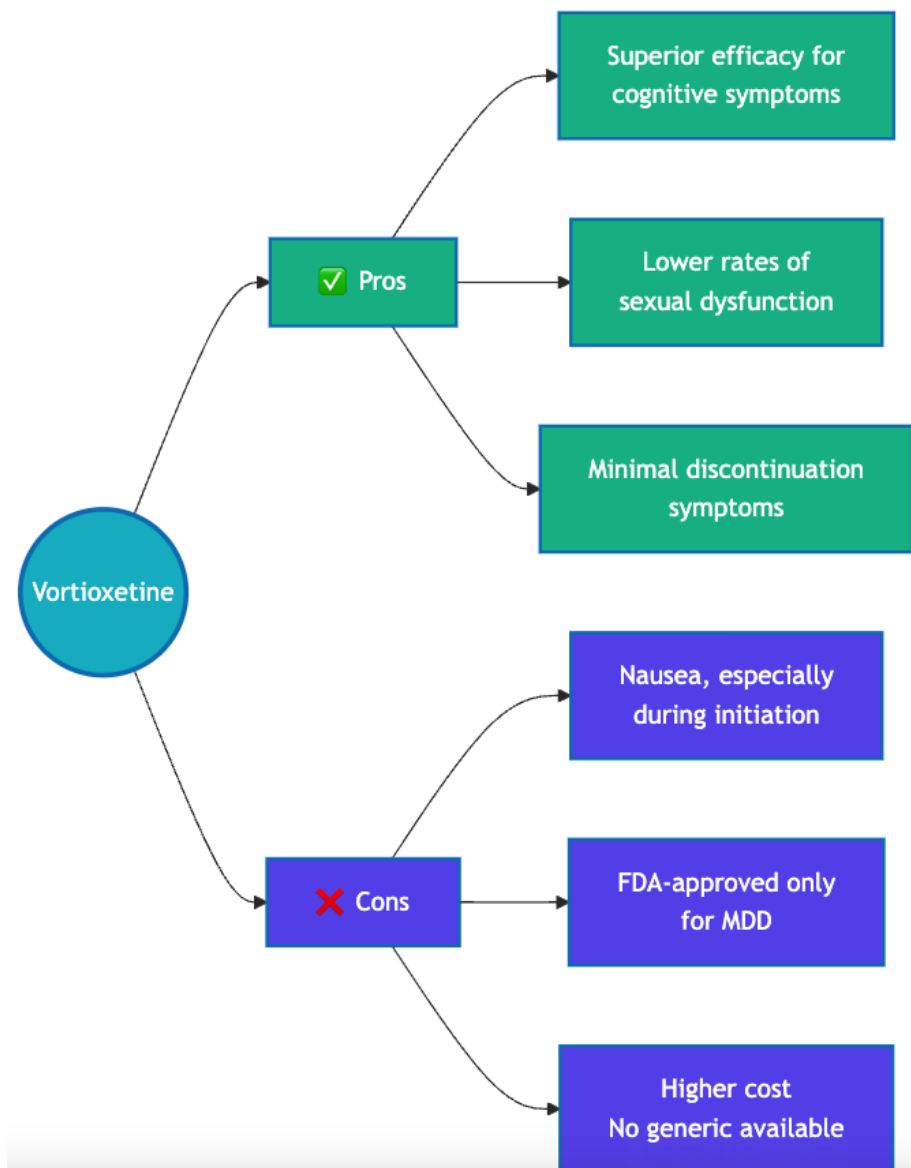 Superior efficacy for
cognitive symptoms
✅ Pros
Lower rates of
sexual dysfunction
Minimal discontinuation
symptoms
Vortioxetine
Nausea, especially
during initiation
❌ Cons
FDA-approved only
for MDD
Higher cost
No generic available